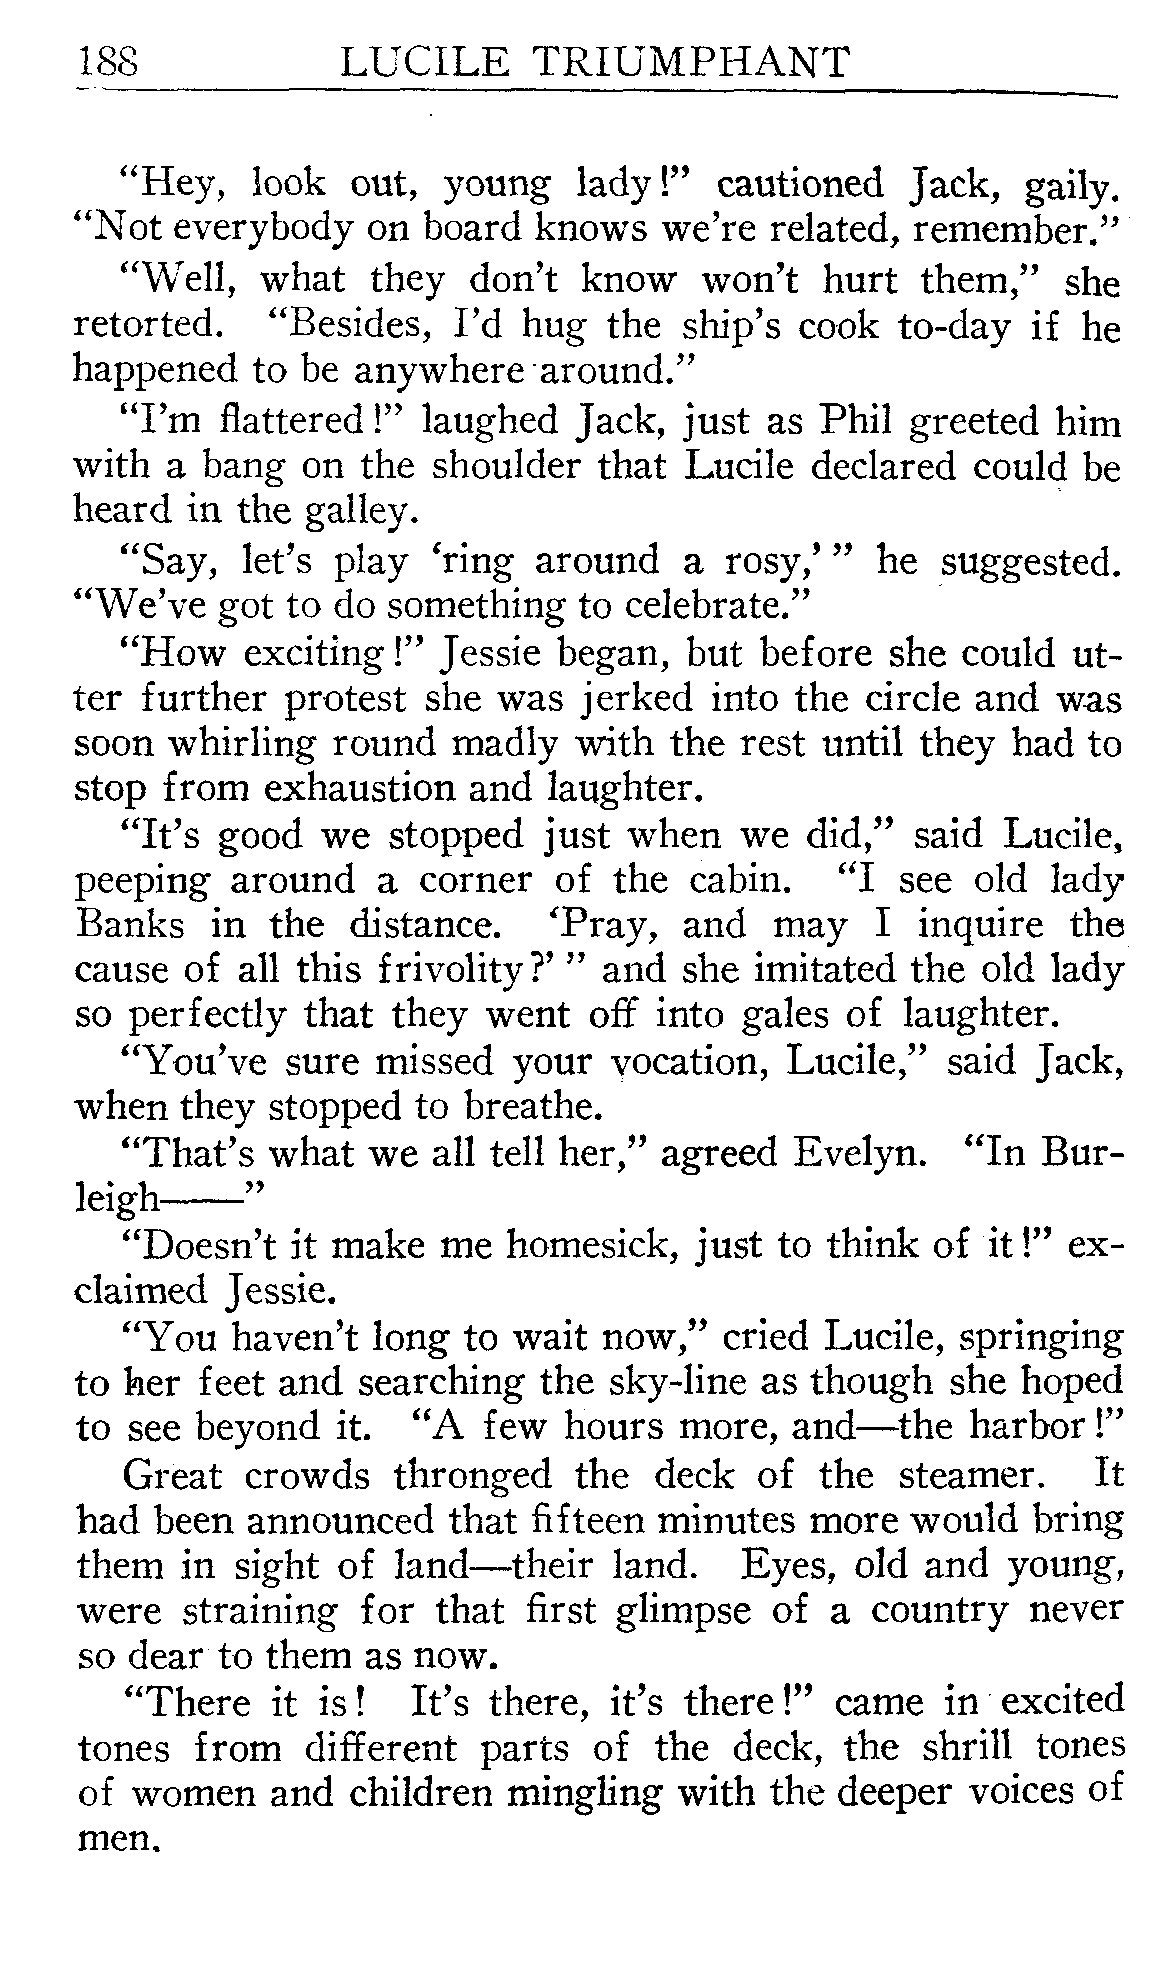 188 LUCILE TRIUMPHANT
“Hey, look out, young lady!” cautioned Jack, gaily.
“Not everybody on board knows we’re related, remember.”
“Well, what they don’t know won’t hurt them,” she
retorted. “Besides, I’d hug the ship’s cook to-day if he
happened to be anywhere around.”
“I’m flattered!” laughed Jack, just as Phil greeted him
with a bang on the shoulder that Lucile declared could be
heard in the galley.
“Say, let’s play ‘ring around a rosy,’” he suggested.
“We’ve got to do something to celebrate.”
“How exciting!” Jessie began, but before she could ut-
ter further protest she was jerked into the circle and was
soon whirling round madly with the rest until they had to
stop from exhaustion and laughter.
“It’s good we stopped just when we did,” said Lucile,
peeping around a corner of the cabin. “I see old lady
Banks in the distance. ‘Pray, and may I inquire the
cause of all this frivolity?’” and she imitated the old lady
so perfectly that they went off into gales of laughter.
“You’ve sure missed your vocation, Lucile,” said Jack,
when they stopped to breathe.
“That’s what we all tell her,” agreed Evelyn. “In Bur-
leigh——”
“Doesn’t it make me homesick, just to think of it!” ex-
claimed Jessie.
“You haven’t long to wait now,” cried Lucile, springing
to her feet and searching the sky-line as though she hoped
to see beyond it. “A few hours more, and—the harbor!”
Great crowds thronged the deck of the steamer. It
had been announced that fifteen minutes more would bring
them in sight of land—their land. Eyes, old and young,
were straining for that first glimpse of a country never
so dear to them as now.
“There it is! It’s there, it’s there!” came in excited
tones from different parts of the deck, the shrill tones
of women and children mingling with the deeper voices of
men.